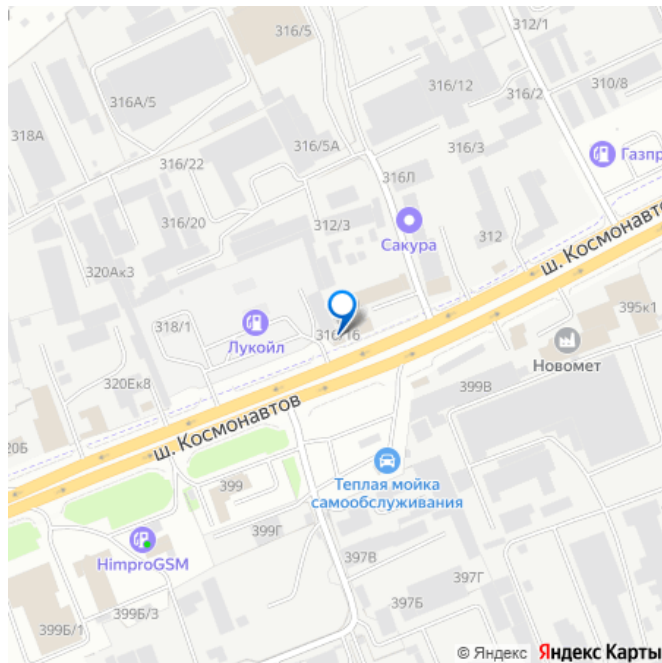 316/5
312/1
316А/5
316/12
316/2
310/8
318А
316/5А
316/3
Газпр
316/22
316Л
316/20
312/3
Сакура
312
ш. Космонавтов
320Ак3
395к1
318/1
Лукойл
316/16
Новомет
320Ек8
399В
ш. Космонавтов
20Б
399
Теплая мойка
самообслуживания
399Г
HimproGSM
397В
397Г
397Б
399Б/3
399Б/1
© Яндекс Яндекс Карты